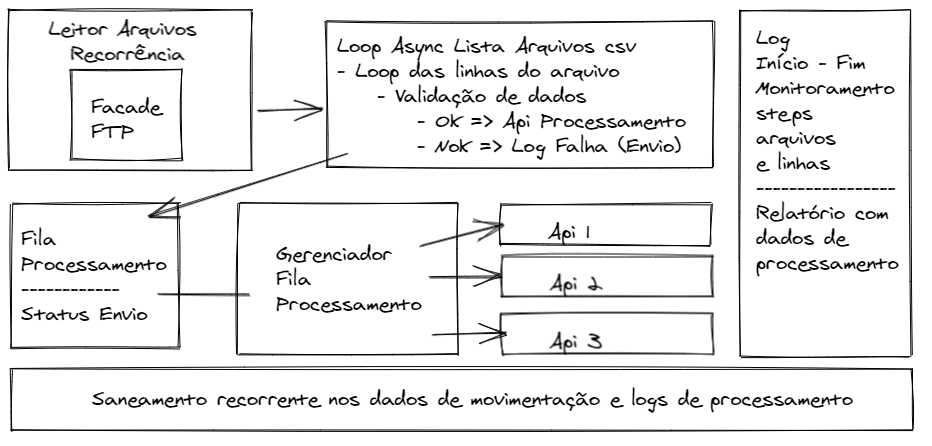 Leitor Arquivos
Recorrência
Facade
FTP
Loop Async Lista Arquivos csv
- Loop das linhas do arquivo
- Validação de dados
- OK => Api Processamento
- NoK => Log Falha (Envio)
Log
Início - Fim
Monitoramento
steps
arquivos
e linhas
-----------------
Relatório com
dados de
processamento
Fila
Processamento
------------
Status Envio
Gerenciador
Fila
Processamento
Api 1
Api 2
Api 3
Saneamento recorrente nos dados de movimentação e logs de processamento